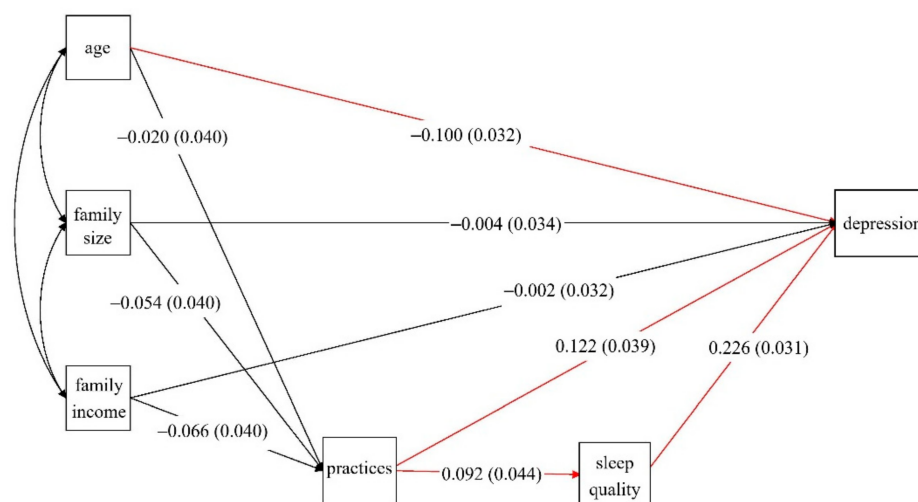 age
−0.020 (0.040)
−0.100 (0.032)
family
size
−0.004 (0.034)
depression
−0.054 (0.040)
−0.002 (0.032)
0.122 (0.039)
0.226 (0.031)
family
income
−0.066 (0.040)
practices
0.092 (0.044)
sleep
quality